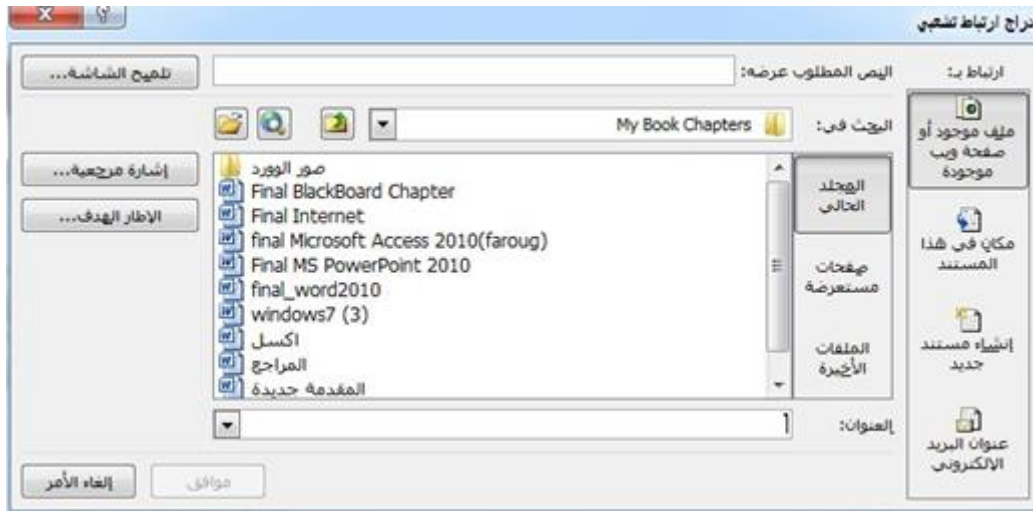 دراج ارتباط تشعبي
ارتباط بـ:
ملف موجود أو
صفحة ويب
موجودة
مكان في هذا
المستند
إنشاء مستند
جديد
عنوان البريد
الالكتروني
النص المطلوب عرضه:
تلميح الشاشة...
البحث في:
My Book Chapters
المجلد
الحالي
صفحات
مستعرضة
الملفات
الأخيرة
صور الوورد
Final BlackBoard Chapter
Final Internet
final Microsoft Access 2010(faroug)
Final MS PowerPoint 2010
final_word2010
windows7 (3)
اكسل
المراجع
المقدمة جديدة
إشارة مرجعية...
الإطار الهدف...
العنوان:
موافق
إلغاء الأمر